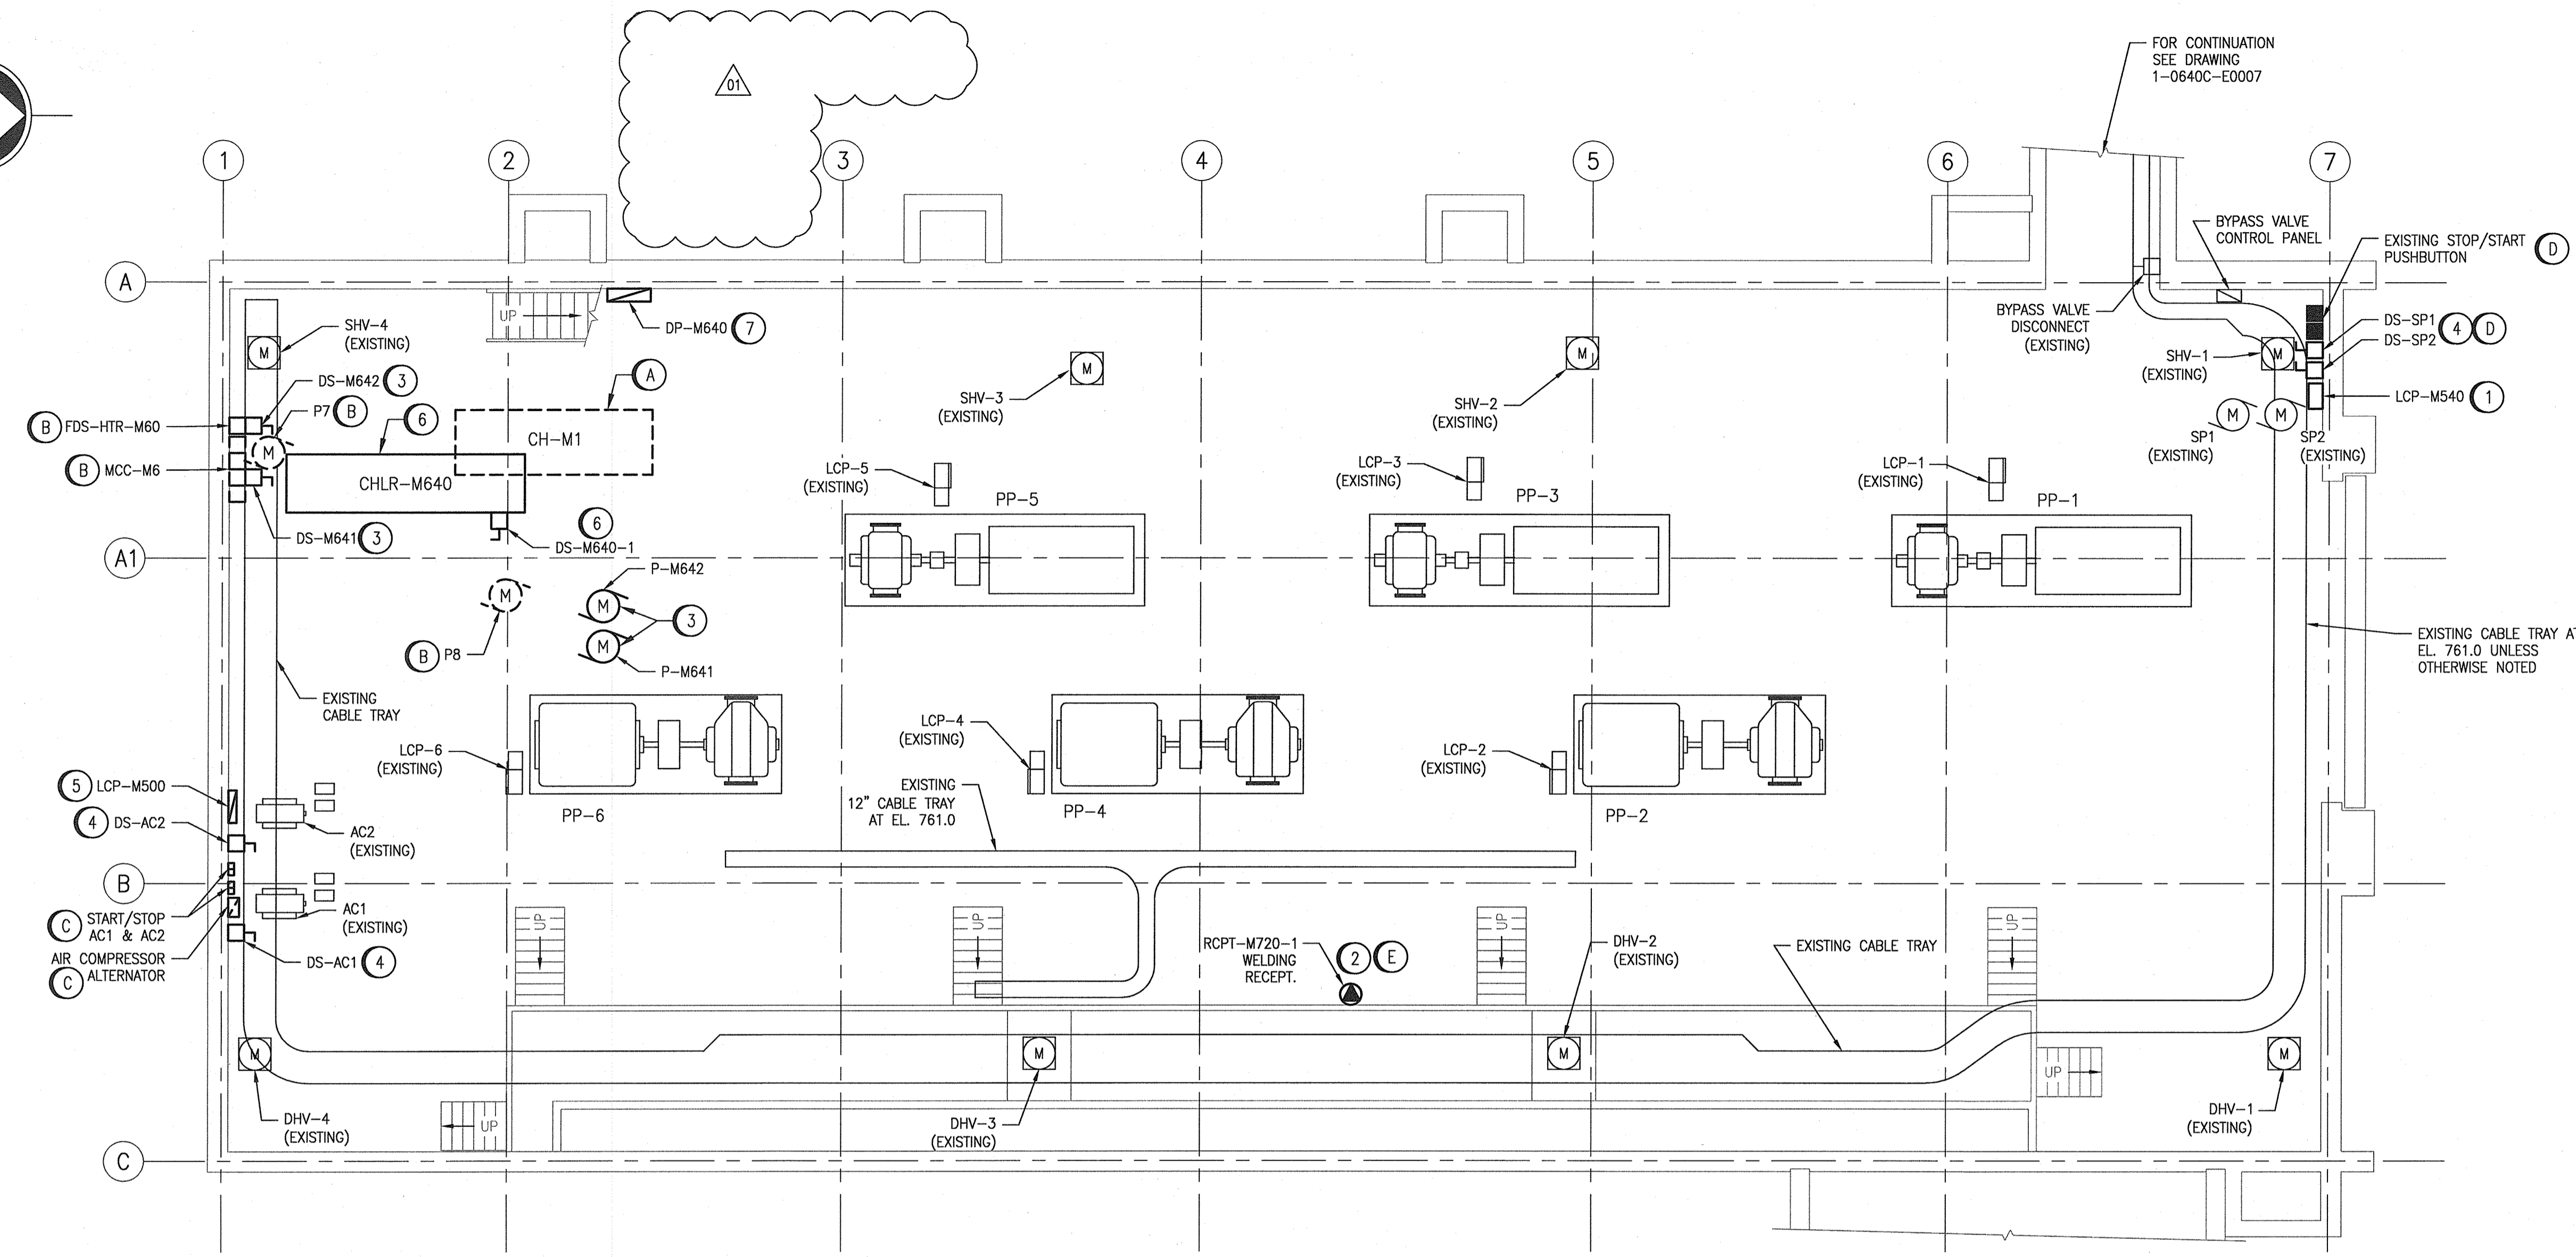 FOR CONTINUATION
SEE DRAWING
1-0640C-E0007
01
1
2
3
4
5
6
7
BYPASS VALVE
CONTROL PANEL
EXISTING STOP/START
PUSHBUTTON
D
A
UP
DP-M640
7
BYPASS VALVE
DISCONNECT
(EXISTING)
DS-SP1
DS-SP2
4
D
SHV-4
(EXISTING)
M
M
M
M
SHV-3
(EXISTING)
SHV-2
(EXISTING)
SHV-1
(EXISTING)
LCP-M540
1
DS-M642
3
A
P7
B
6
B
FDS-HTR-M60
M
CH-M1
M
M
SP1
(EXISTING)
SP2
(EXISTING)
B
MCC-M6
CHLR-M640
LCP-5
(EXISTING)
LCP-3
(EXISTING)
LCP-1
(EXISTING)
PP-5
PP-3
PP-1
DS-M641
3
6
DS-M640-1
A1
P-M642
M
M
3
M
P-M641
B
P8
EXISTING CABLE TRAY AT
EL. 761.0 UNLESS
OTHERWISE NOTED
EXISTING
CABLE TRAY
LCP-6
(EXISTING)
LCP-4
(EXISTING)
LCP-2
(EXISTING)
PP-6
PP-4
PP-2
EXISTING
12" CABLE TRAY
AT EL. 761.0
5
LCP-M500
4
DS-AC2
AC2
(EXISTING)
B
C
START/STOP
AC1 & AC2
AC1
(EXISTING)
AIR COMPRESSOR
ALTERNATOR
C
DS-AC1
4
UP
UP
UP
UP
RCPT-M720-1
WELDING
RECEPT.
2
E
DHV-2
(EXISTING)
EXISTING CABLE TRAY
M
M
M
M
UP
DHV-4
(EXISTING)
UP
DHV-3
(EXISTING)
DHV-1
(EXISTING)
C